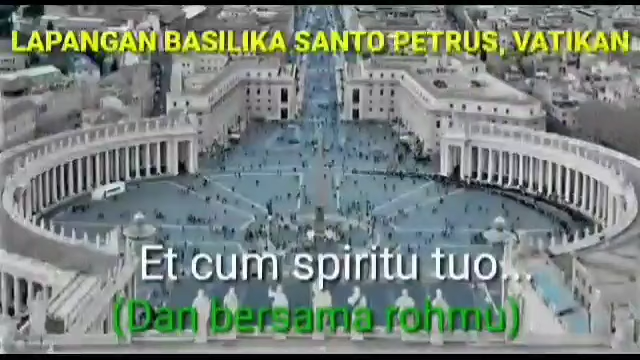 LAPANGAN BASILIKA SANTO PETRUS, VATIKAN
Et cum spiritu tuo...
(Dan bersama rohmu)